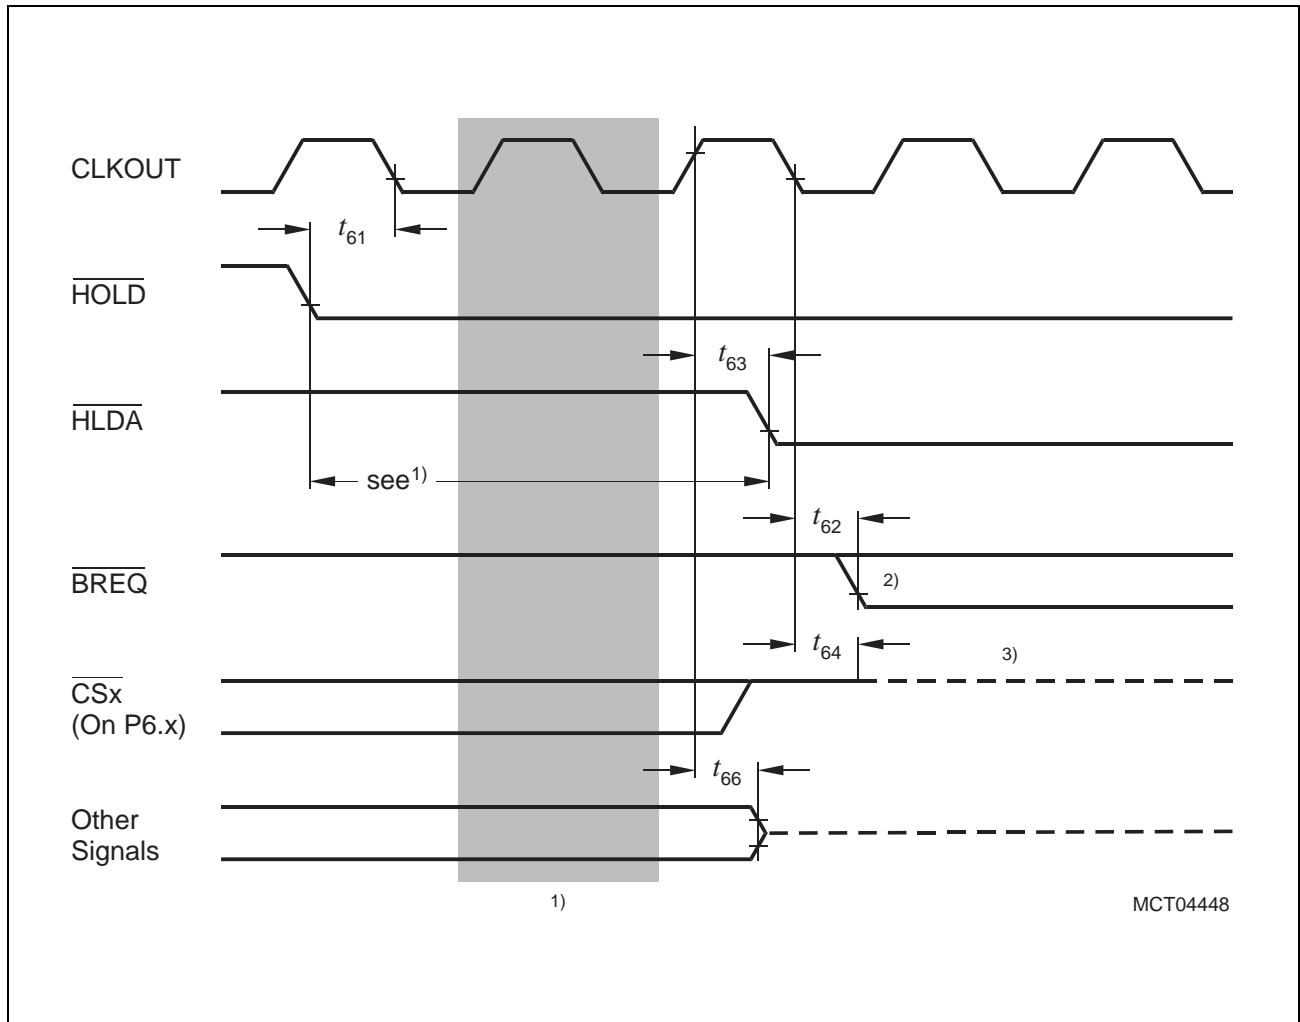 CLKOUT
t61
HOLD
t63
HLDA
see1)
t62
BREQ
2)
t64
3)
CSx
(On P6.x)
t66
Other
Signals
1)
MCT04448